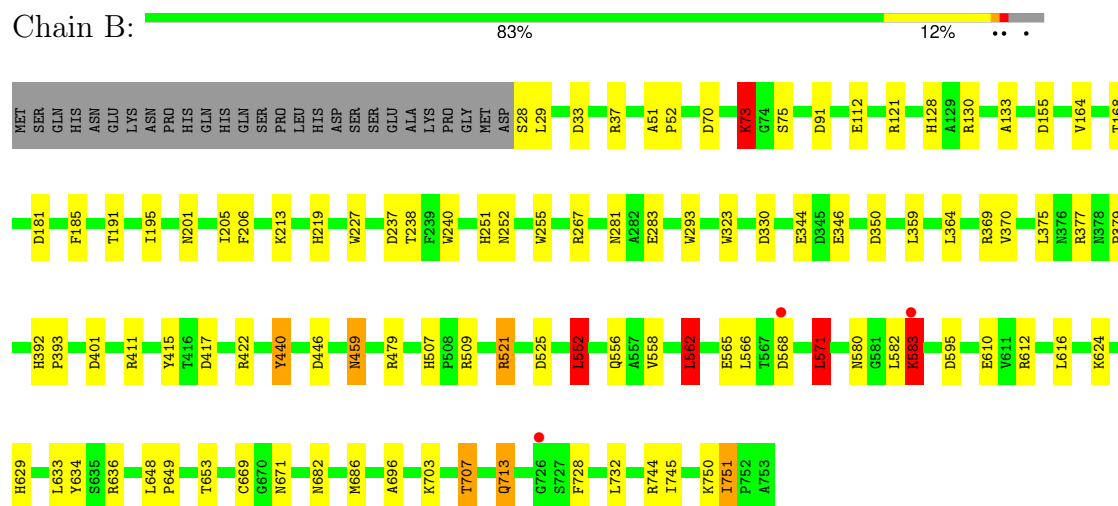 Chain B:
83% 12%
MET SER GLN HIS ASN GLU LYS ASN PRO HIS GLN HIS GLN SER PRO LEU HIS ASP SER SER GLU ALA LYS PRO GLY MET ASP S28 L29 D33 R37 A51 P52 D70 K73 G74 S75 D91 E112 R121 H128 A129 R130 A133 D155 V164 T168
D181 F185 T191 I195 N201 I205 F206 K213 H219 W227 D237 T238 F239 W240 H251 N252 W255 R267 N281 A282 E283 W293 W323 D330 E344 D345 E346 D350 L359 L364 R369 V370 L375 N376 R377 N378
H392 P393 D401 R411 Y415 T416 D417 R422 Y440 D446 N459 R479 H507 P508 R509 R521 D525 L552 Q556 A557 V558 L562 E565 L566 T567 D568 L571 N580 G581 L582 K583 D595 E610 V611 R612 L616 K624
H629 L633 Y634 S635 R636 L648 P649 T653 C669 G670 N671 N682 M686 A696 K703 T707 Q713 G726 S727 F728 L732 R744 I745 K750 I751 P752 A753